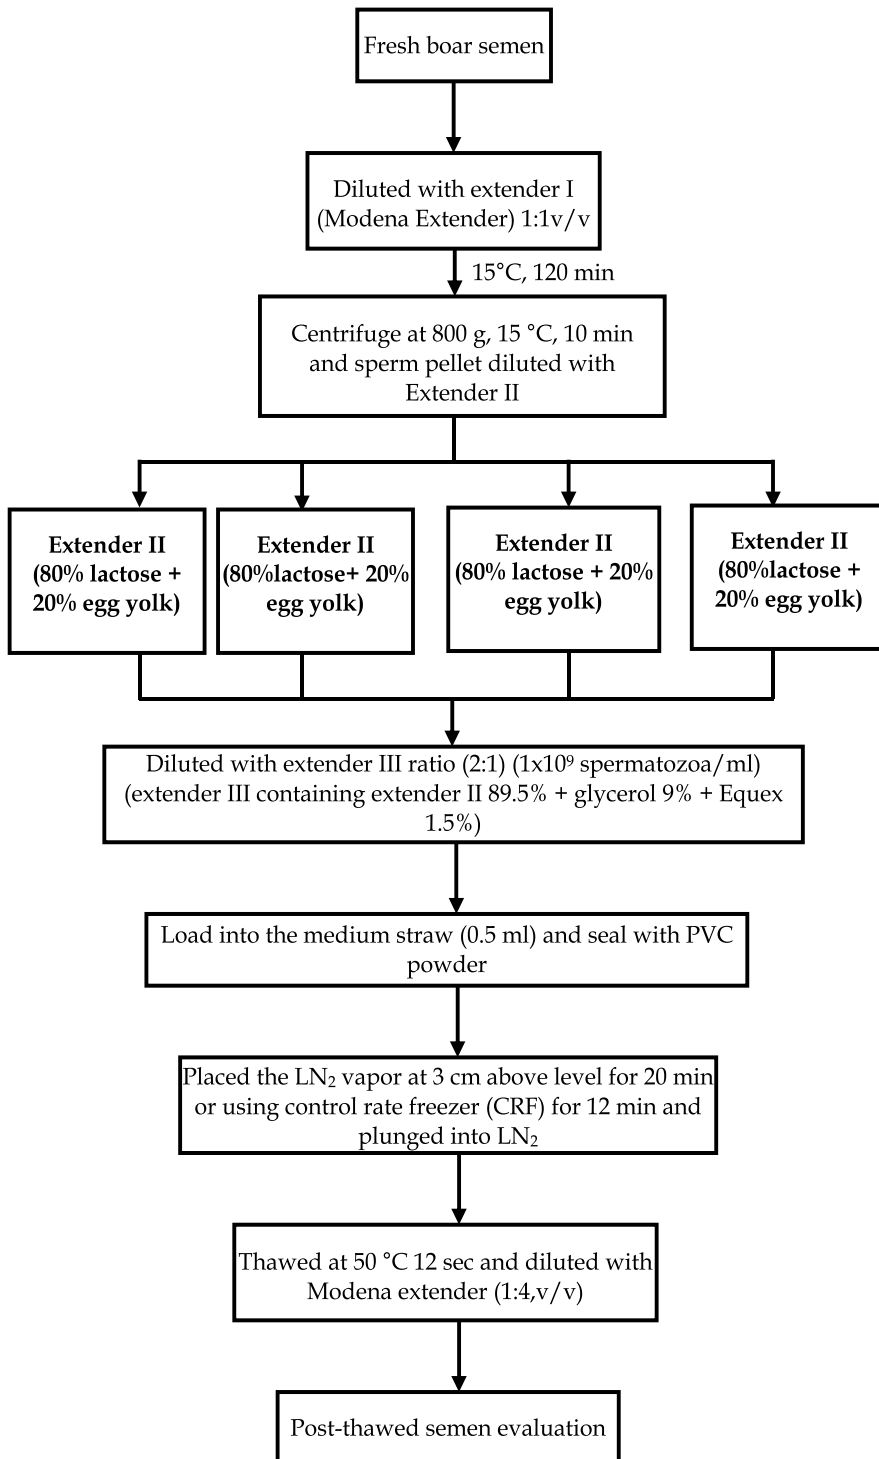 Fresh boar semen
Diluted with extender I
(Modena Extender) 1:1v/v
15°C, 120 min
Centrifuge at 800 g, 15 °C, 10 min
and sperm pellet diluted with
Extender II
Extender II
(80% lactose +
20% egg yolk)
Extender II
(80%lactose+ 20%
egg yolk)
Extender II
(80% lactose + 20%
egg yolk)
Extender II
(80%lactose +
20% egg yolk)
Diluted with extender III ratio (2:1) (1x10⁹ spermatozoa/ml)
(extender III containing extender II 89.5% + glycerol 9% + Equex
1.5%)
Load into the medium straw (0.5 ml) and seal with PVC
powder
Placed the LN₂ vapor at 3 cm above level for 20 min
or using control rate freezer (CRF) for 12 min and
plunged into LN₂
Thawed at 50 °C 12 sec and diluted with
Modena extender (1:4,v/v)
Post-thawed semen evaluation